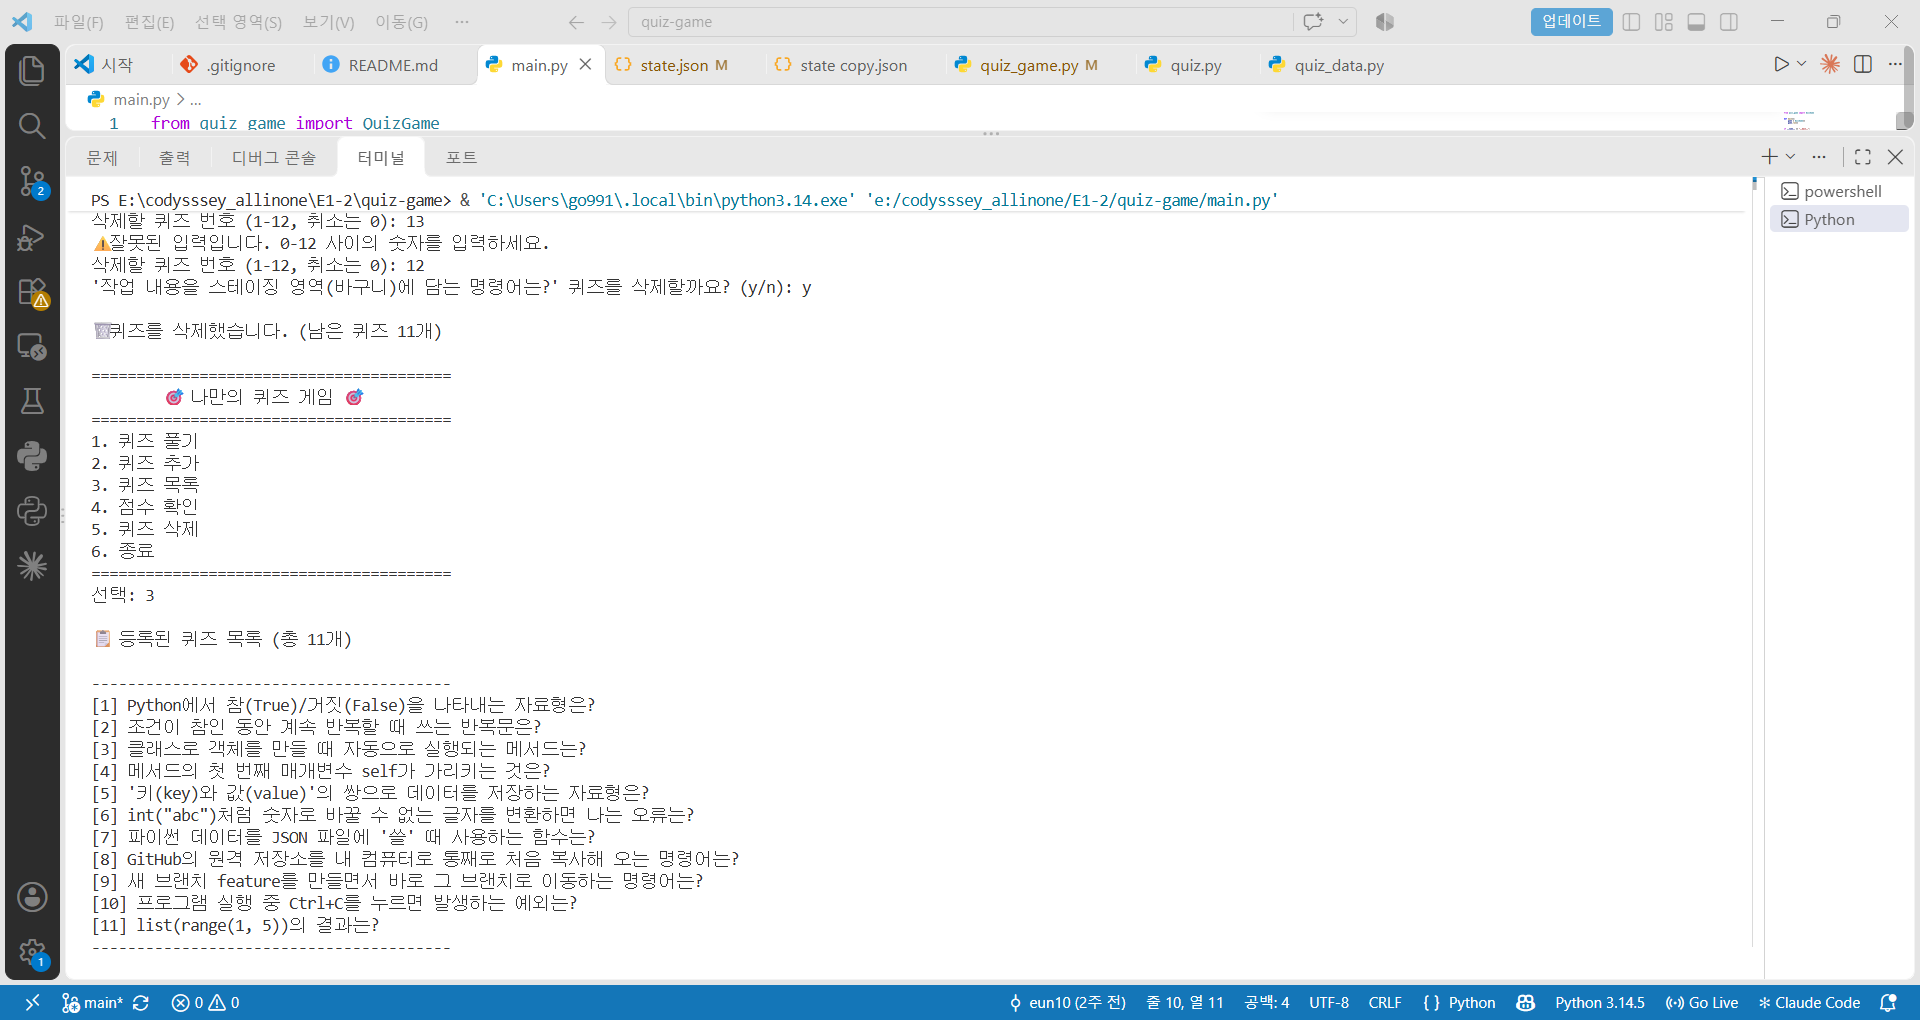 파일(F) 편집(E) 선택 영역(S) 보기(V) 이동(G) ··· quiz-game 업데이트
시작 .gitignore README.md main.py state.json M state copy.json quiz_game.py M quiz.py quiz_data.py
main.py > ...
1 from quiz_game import QuizGame
문제 출력 디버그 콘솔 터미널 포트
PS E:\codysssey_allinone\E1-2\quiz-game> & 'C:\Users\go991\.local\bin\python3.14.exe' 'e:/codysssey_allinone/E1-2/quiz-game/main.py'
powershell
Python
삭제할 퀴즈 번호 (1-12, 취소는 0): 13
⚠️잘못된 입력입니다. 0-12 사이의 숫자를 입력하세요.
삭제할 퀴즈 번호 (1-12, 취소는 0): 12
'작업 내용을 스테이징 영역(바구니)에 담는 명령어는?' 퀴즈를 삭제할까요? (y/n): y
🗑️퀴즈를 삭제했습니다. (남은 퀴즈 11개)
========================================
🎯 나만의 퀴즈 게임 🎯
========================================
1. 퀴즈 풀기
2. 퀴즈 추가
3. 퀴즈 목록
4. 점수 확인
5. 퀴즈 삭제
6. 종료
========================================
선택: 3
📋 등록된 퀴즈 목록 (총 11개)
----------------------------------------
[1] Python에서 참(True)/거짓(False)을 나타내는 자료형은?
[2] 조건이 참인 동안 계속 반복할 때 쓰는 반복문은?
[3] 클래스로 객체를 만들 때 자동으로 실행되는 메서드는?
[4] 메서드의 첫 번째 매개변수 self가 가리키는 것은?
[5] '키(key)와 값(value)'의 쌍으로 데이터를 저장하는 자료형은?
[6] int("abc")처럼 숫자로 바꿀 수 없는 글자를 변환하면 나는 오류는?
[7] 파이썬 데이터를 JSON 파일에 '쓸' 때 사용하는 함수는?
[8] GitHub의 원격 저장소를 내 컴퓨터로 통째로 처음 복사해 오는 명령어는?
[9] 새 브랜치 feature를 만들면서 바로 그 브랜치로 이동하는 명령어는?
[10] 프로그램 실행 중 Ctrl+C를 누르면 발생하는 예외는?
[11] list(range(1, 5))의 결과는?
----------------------------------------
2
1
main* 0 0 eun10 (2주 전) 줄 10, 열 11 공백: 4 UTF-8 CRLF {} Python Python 3.14.5 Go Live Claude Code